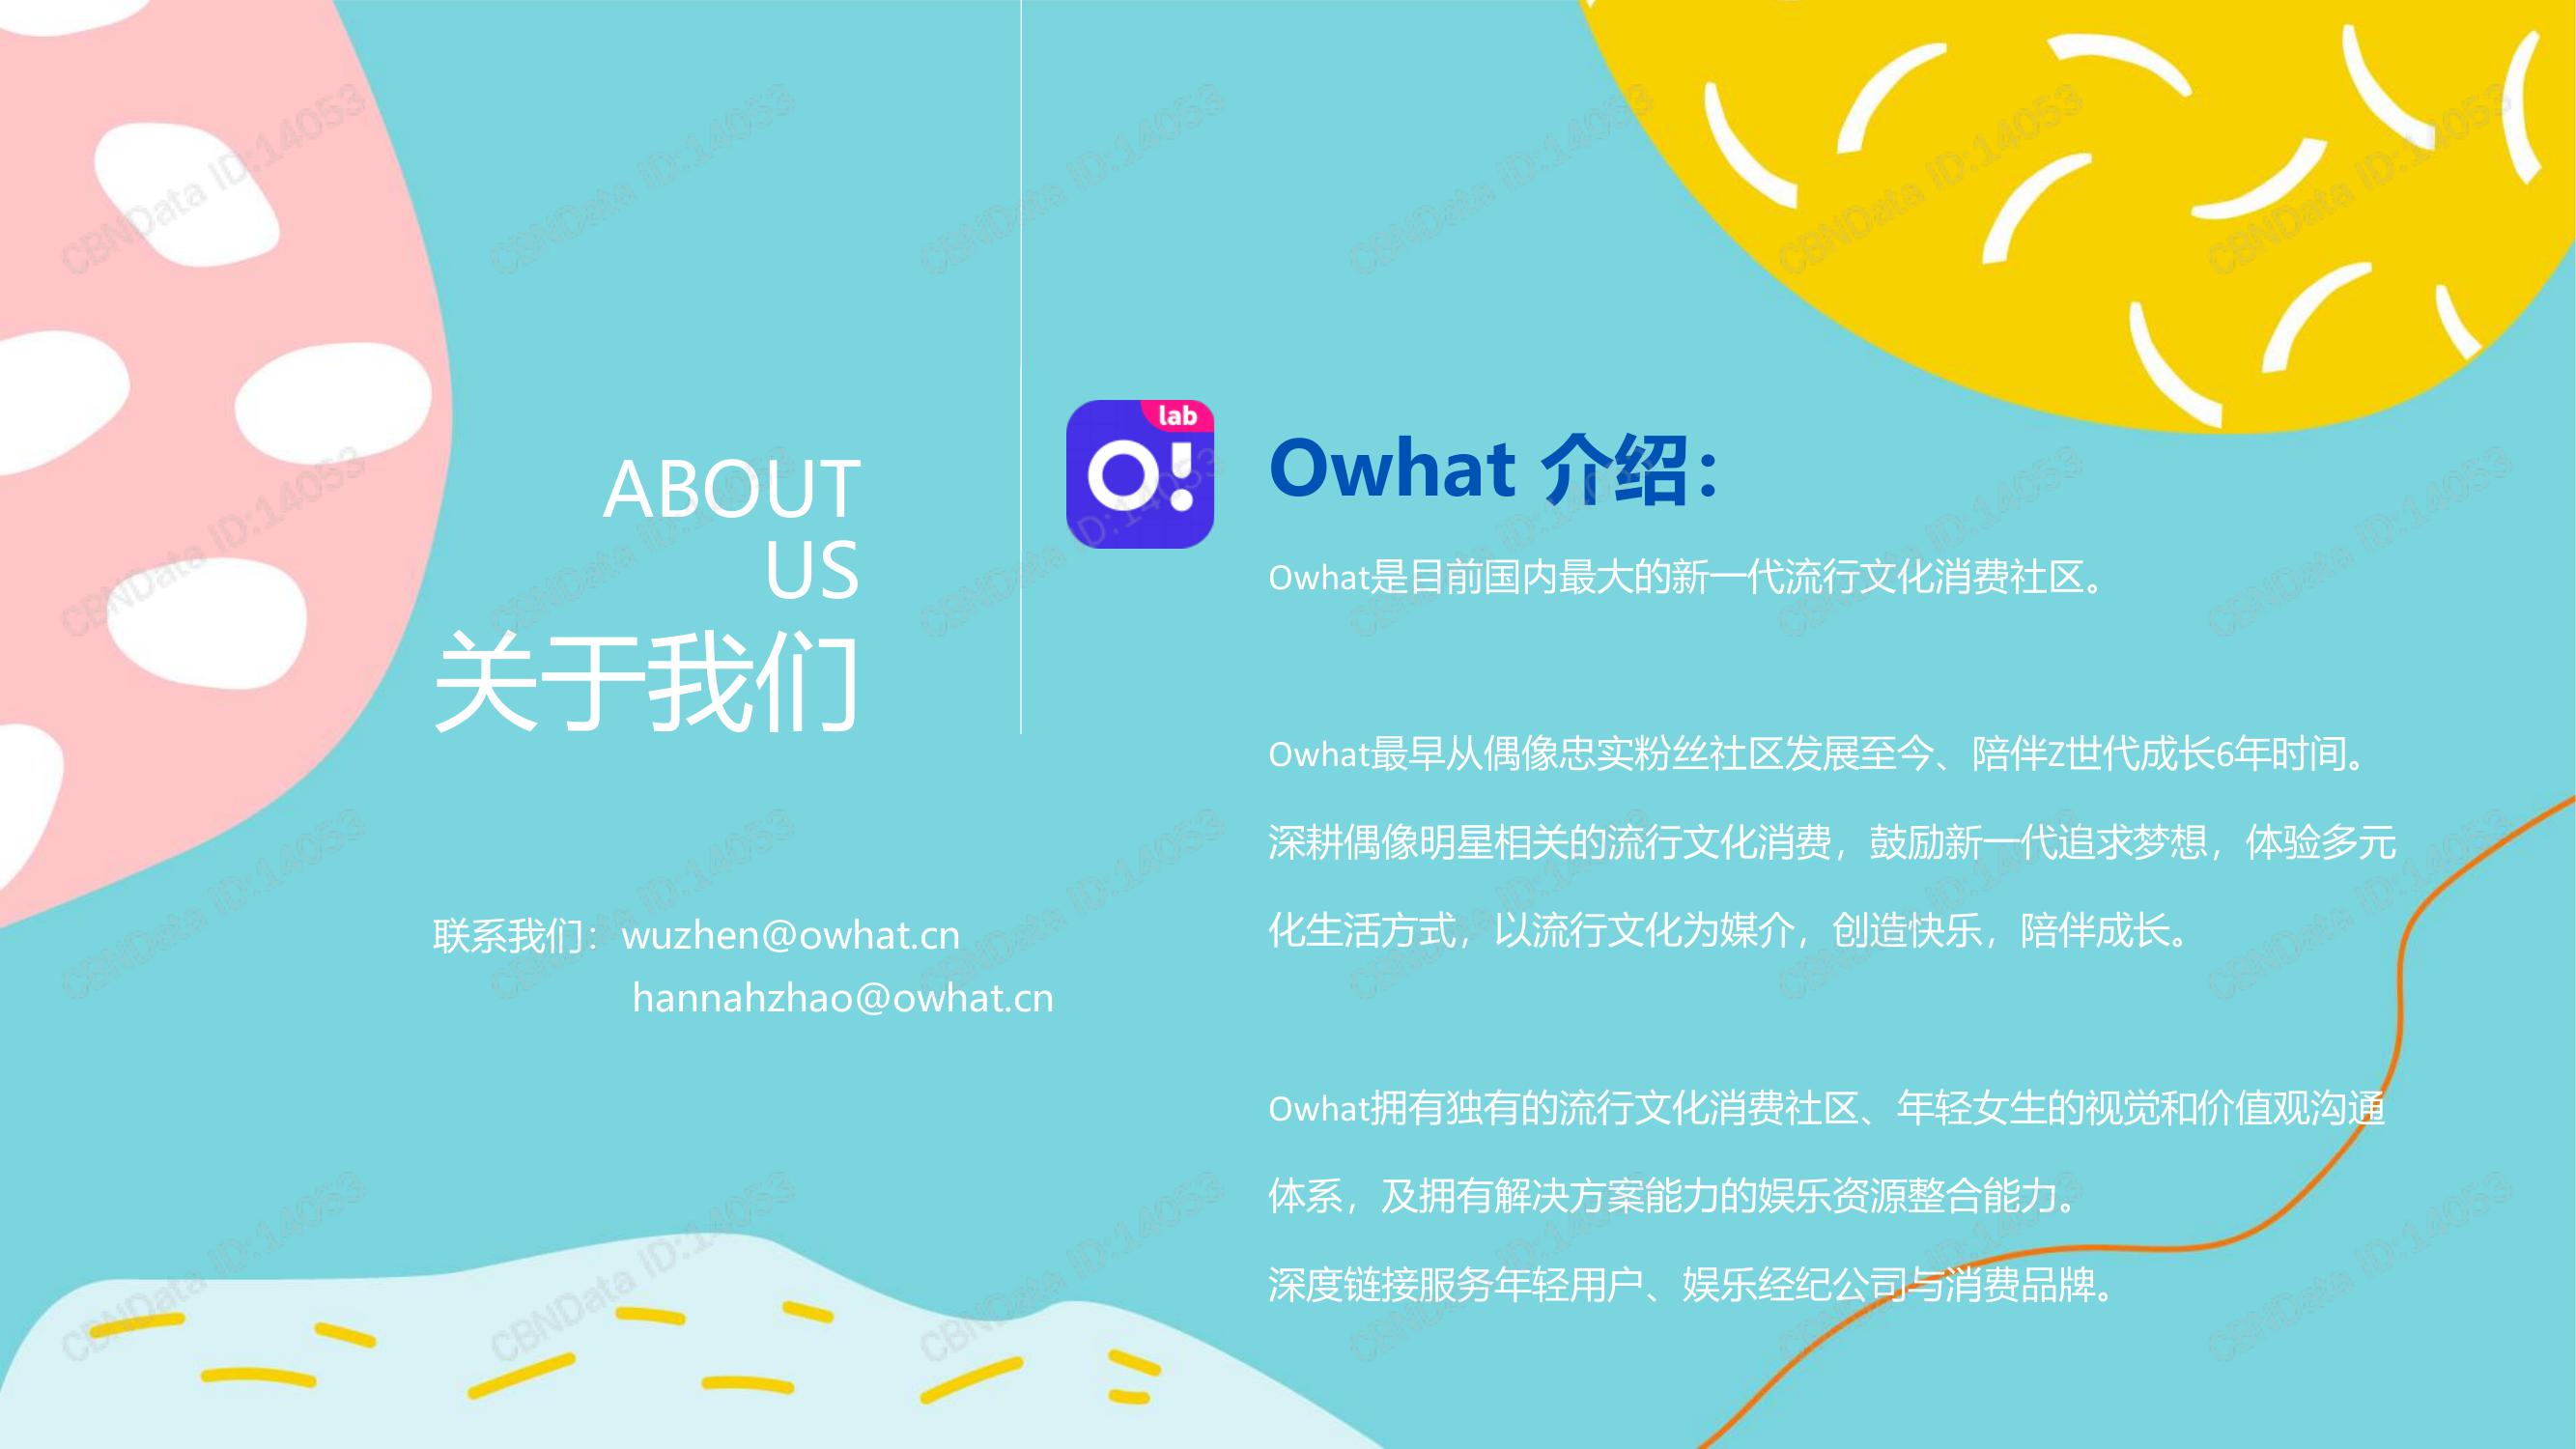 ABOUT
US
关于我们
联系我们：wuzhen@owhat.cn
hannahzhao@owhat.cn
lab
O!
Owhat 介绍：
Owhat是目前国内最大的新一代流行文化消费社区。
Owhat最早从偶像忠实粉丝社区发展至今、陪伴Z世代成长6年时间。
深耕偶像明星相关的流行文化消费，鼓励新一代追求梦想，体验多元
化生活方式，以流行文化为媒介，创造快乐，陪伴成长。
Owhat拥有独有的流行文化消费社区、年轻女生的视觉和价值观沟通
体系，及拥有解决方案能力的娱乐资源整合能力。
深度链接服务年轻用户、娱乐经纪公司与消费品牌。
CBNData ID:14053